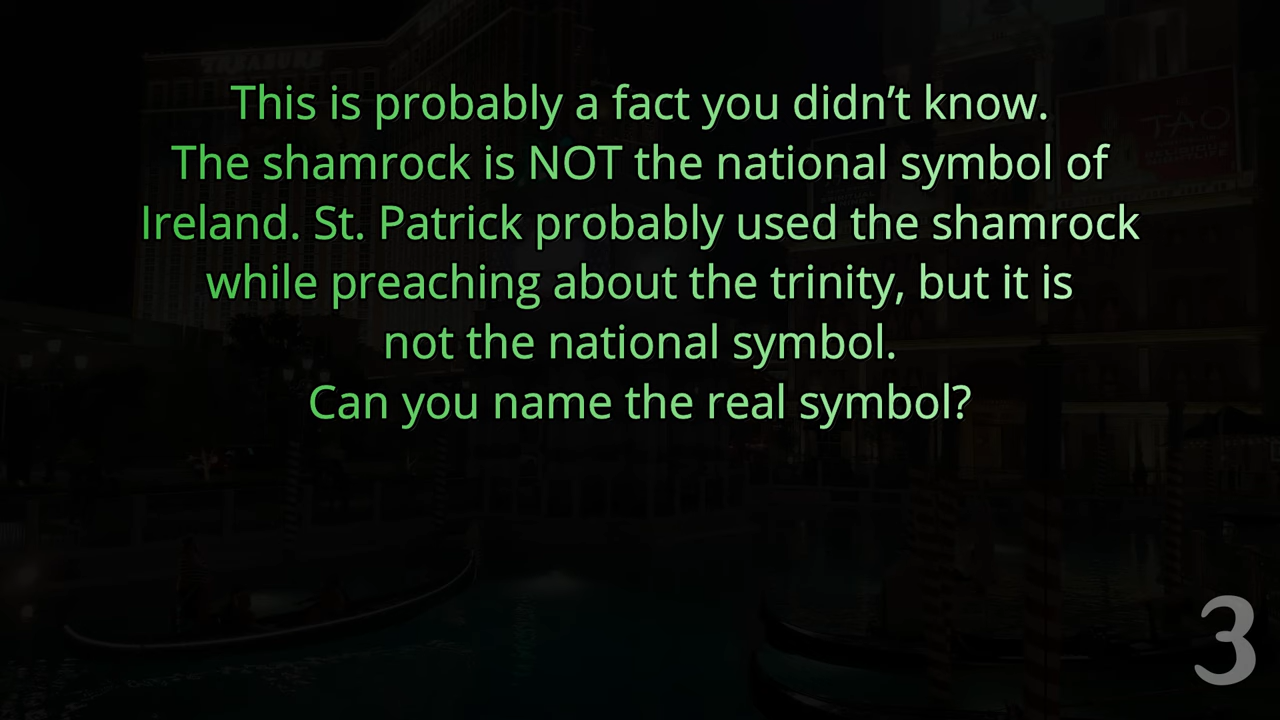 This is probably a fact you didn’t know.
The shamrock is NOT the national symbol of
Ireland. St. Patrick probably used the shamrock
while preaching about the trinity, but it is
not the national symbol.
Can you name the real symbol?
3
TREASURE
TAO